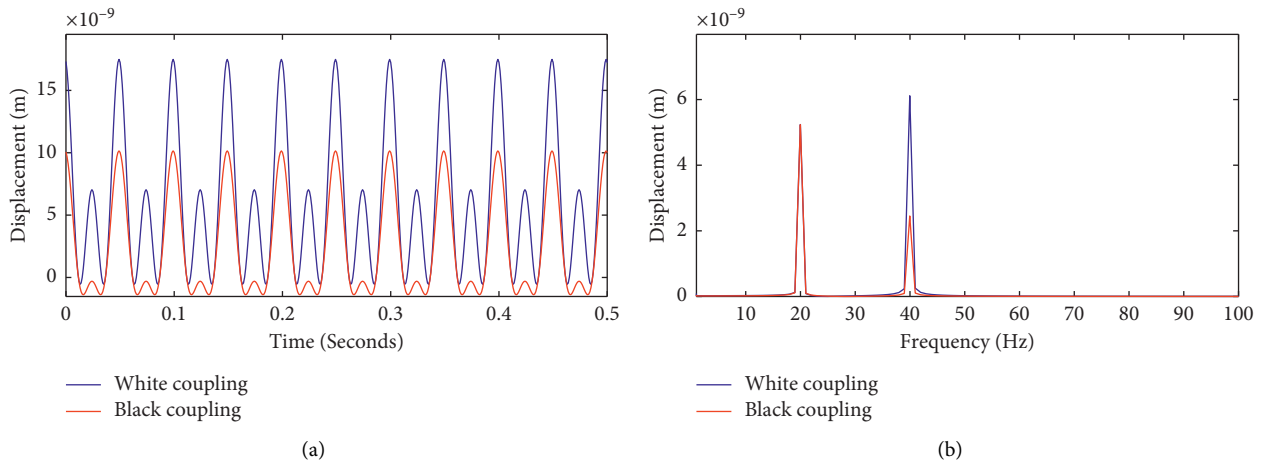 ×10⁻⁹
Displacement (m)
15
10
5
0
0
0.1
0.2
0.3
0.4
0.5
Time (Seconds)
White coupling
Black coupling
(a)
×10⁻⁹
Displacement (m)
6
4
2
0
10
20
30
40
50
60
70
80
90
100
Frequency (Hz)
White coupling
Black coupling
(b)